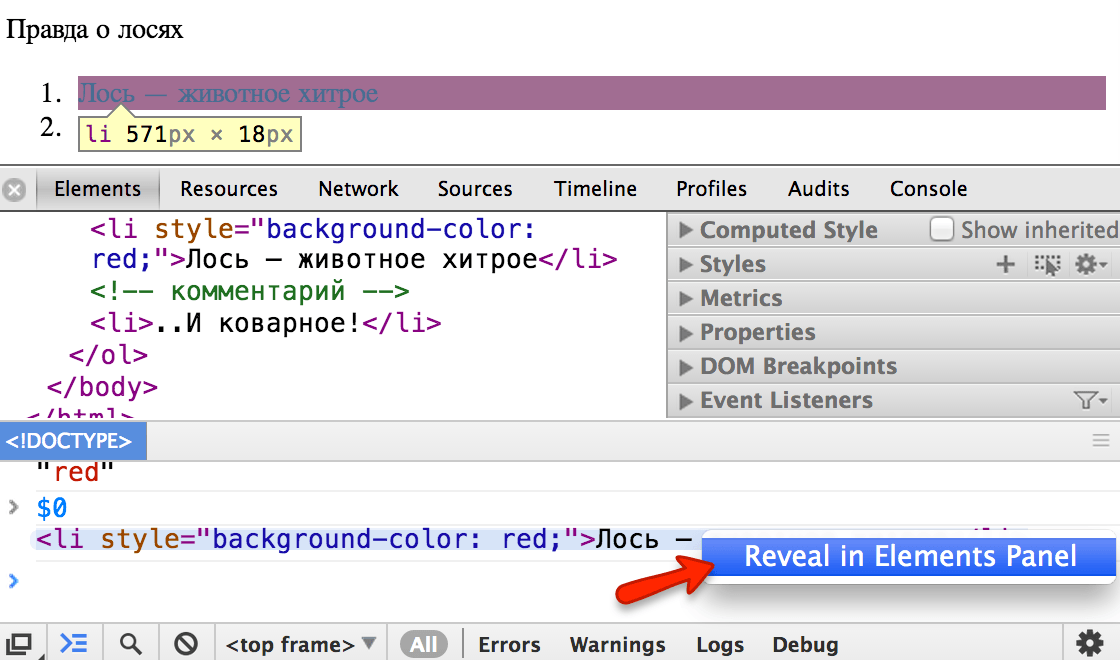 Правда о лосях
1. Лось — животное хитрое
2.
li 571px × 18px
Elements Resources Network Sources Timeline Profiles Audits Console
<li style="background-color:
red;">Лось — животное хитрое</li>
<!-- комментарий -->
<li>..И коварное!</li>
</ol>
</body>
</html>
Computed Style Show inherited
Styles
Metrics
Properties
DOM Breakpoints
Event Listeners
<!DOCTYPE>
"red"
$0
<li style="background-color: red;">Лось —
Reveal in Elements Panel
<top frame> All Errors Warnings Logs Debug